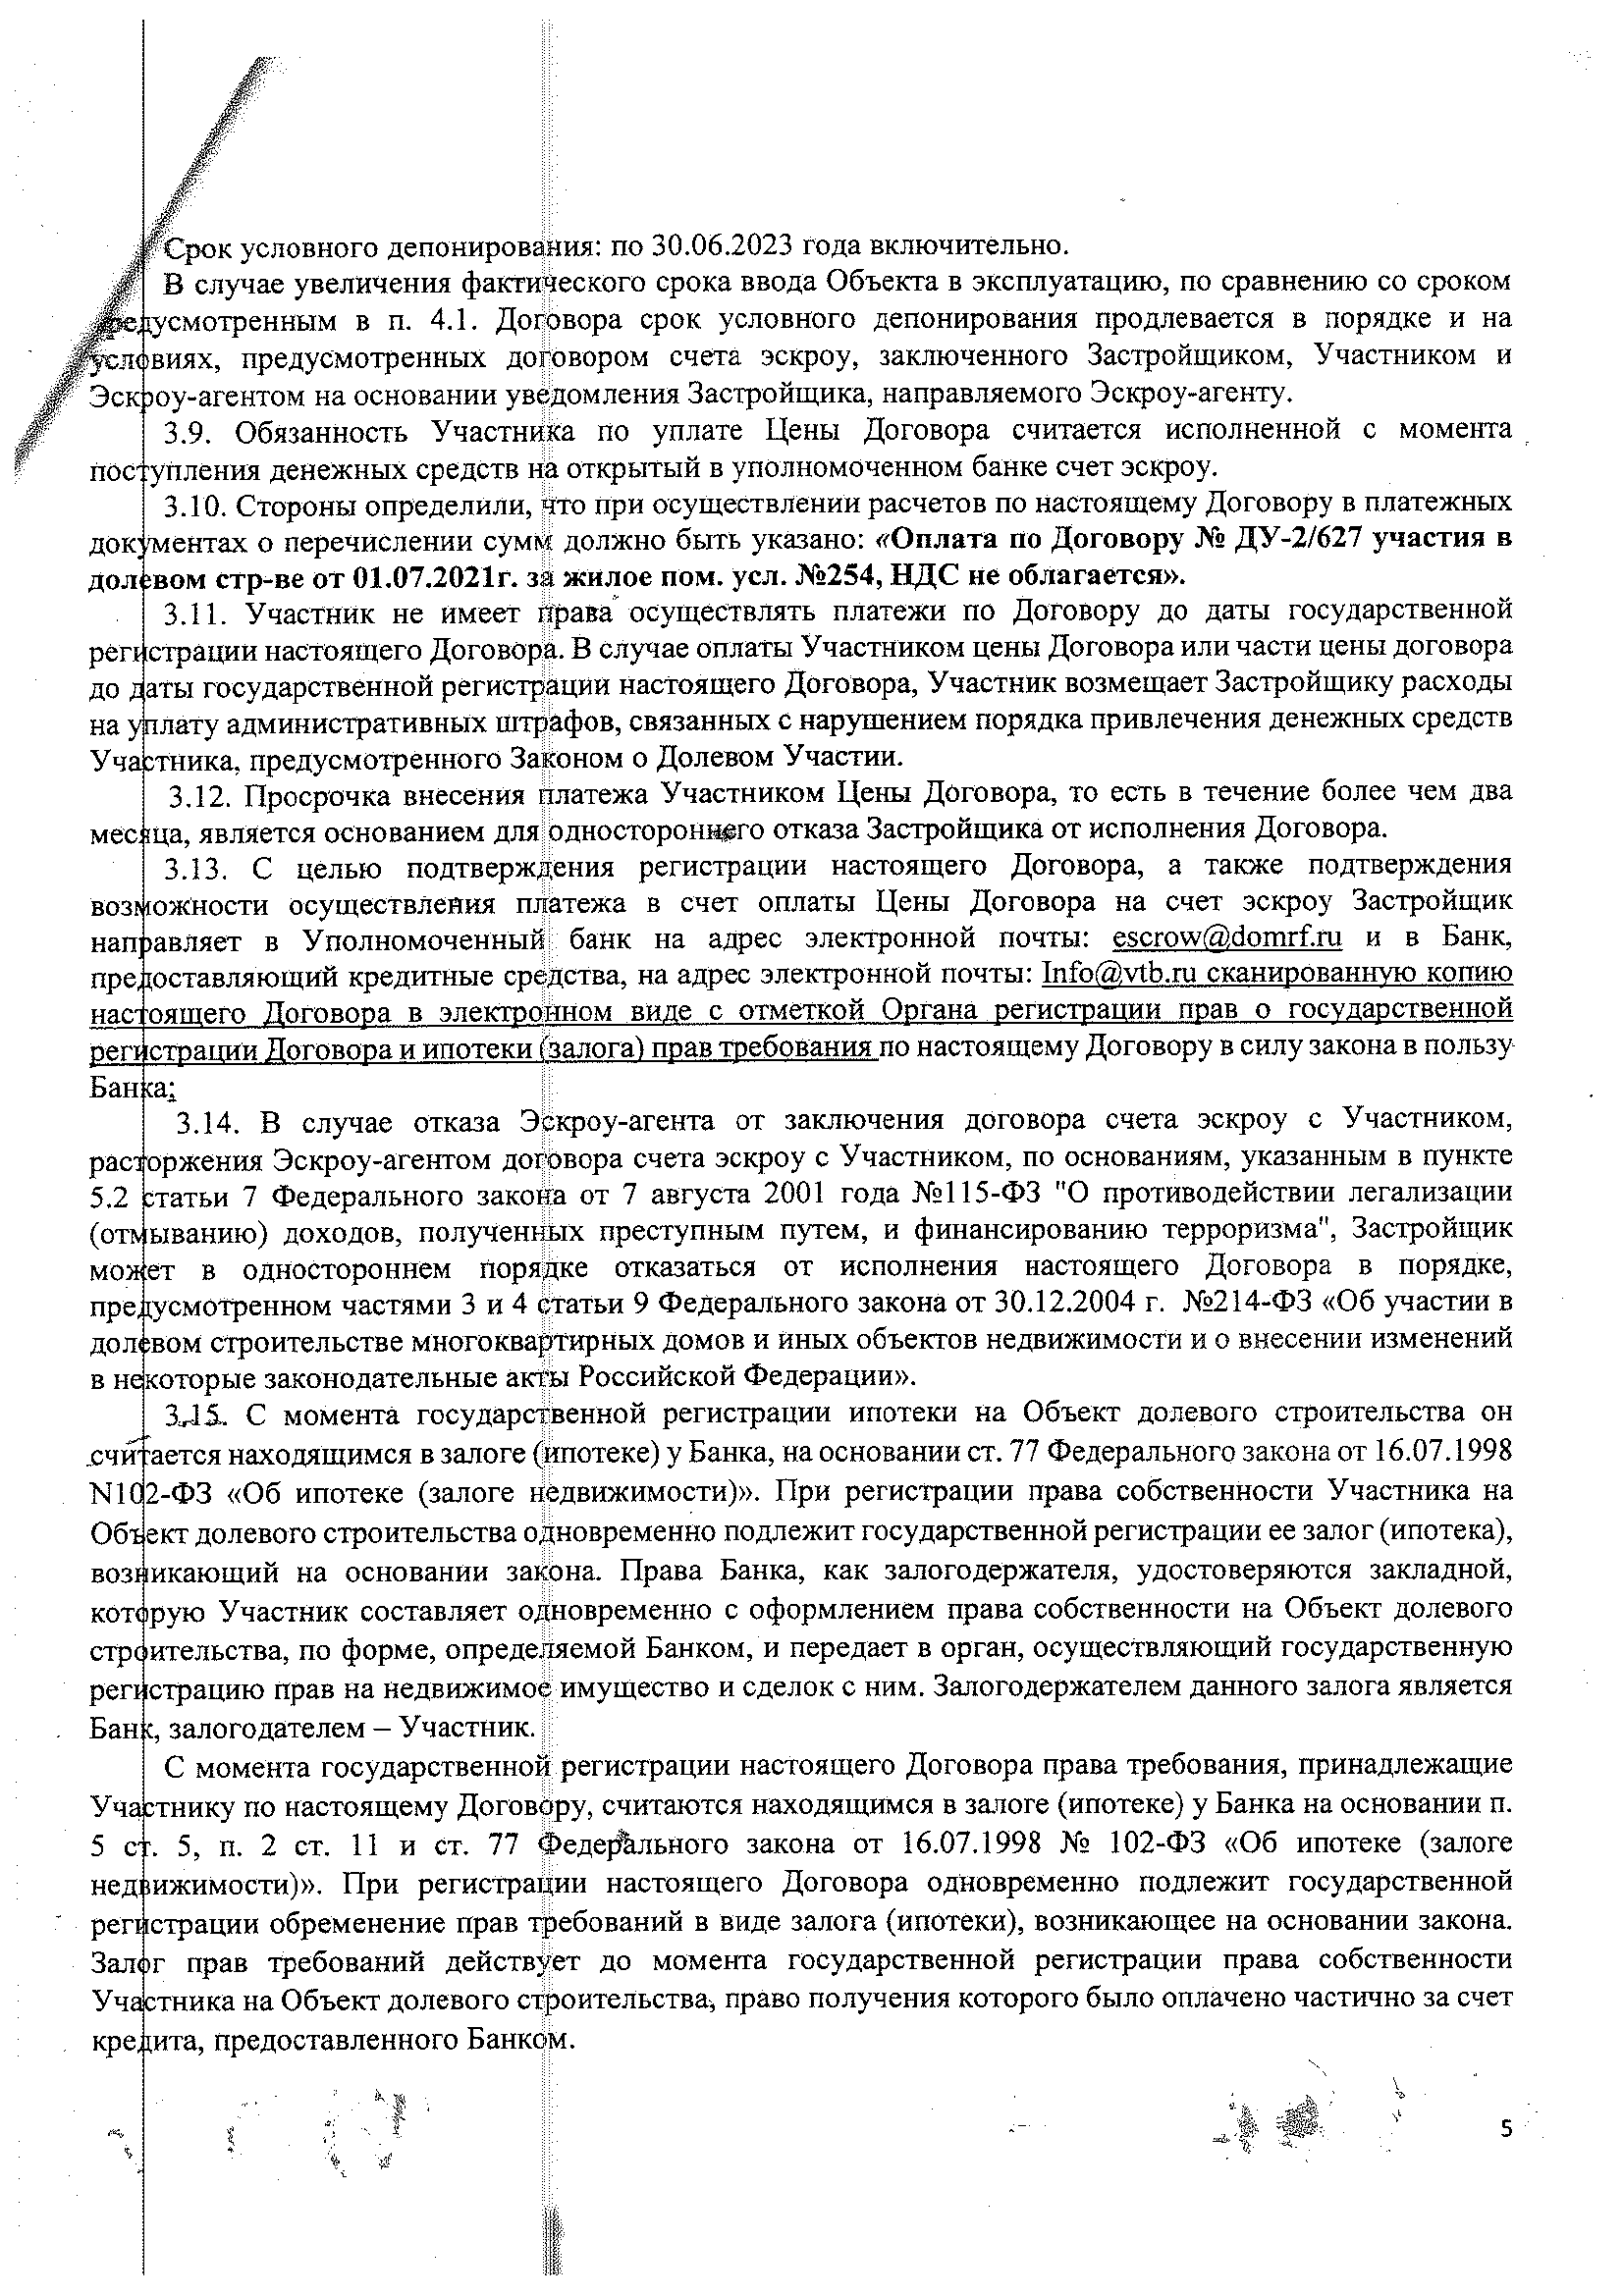 Срок условного депонирования: по 30.06.2023 года включительно.
В случае увеличения фактического срока ввода Объекта в эксплуатацию, по сравнению со сроком
предусмотренным в п. 4.1. Договора срок условного депонирования продлевается в порядке и на
условиях, предусмотренных договором счета эскроу, заключенного Застройщиком, Участником и
Эскроу-агентом на основании уведомления Застройщика, направляемого Эскроу-агенту.
3.9. Обязанность Участника по уплате Цены Договора считается исполненной с момента
поступления денежных средств на открытый в уполномоченном банке счет эскроу.
3.10. Стороны определили, что при осуществлении расчетов по настоящему Договору в платежных
документах о перечислении сумм должно быть указано: «Оплата по Договору № ДУ-2/627 участия в
долевом стр-ве от 01.07.2021г. за жилое пом. усл. №254, НДС не облагается».
3.11. Участник не имеет права осуществлять платежи по Договору до даты государственной
регистрации настоящего Договора. В случае оплаты Участником цены Договора или части цены договора
до даты государственной регистрации настоящего Договора, Участник возмещает Застройщику расходы
на уплату административных штрафов, связанных с нарушением порядка привлечения денежных средств
Участника, предусмотренного Законом о Долевом Участии.
3.12. Просрочка внесения платежа Участником Цены Договора, то есть в течение более чем два
месяца, является основанием для одностороннего отказа Застройщика от исполнения Договора.
3.13. С целью подтверждения регистрации настоящего Договора, а также подтверждения
возможности осуществления платежа в счет оплаты Цены Договора на счет эскроу Застройщик
направляет в Уполномоченный банк на адрес электронной почты: escrow@domrf.ru и в Банк,
предоставляющий кредитные средства, на адрес электронной почты: Info@vtb.ru сканированную копию
настоящего Договора в электронном виде с отметкой Органа регистрации прав о государственной
регистрации Договора и ипотеки (залога) прав требования по настоящему Договору в силу закона в пользу
Банка;
3.14. В случае отказа Эскроу-агента от заключения договора счета эскроу с Участником,
расторжения Эскроу-агентом договора счета эскроу с Участником, по основаниям, указанным в пункте
5.2 статьи 7 Федерального закона от 7 августа 2001 года №115-ФЗ "О противодействии легализации
(отмыванию) доходов, полученных преступным путем, и финансированию терроризма", Застройщик
может в одностороннем порядке отказаться от исполнения настоящего Договора в порядке,
предусмотренном частями 3 и 4 статьи 9 Федерального закона от 30.12.2004 г. №214-ФЗ «Об участии в
долевом строительстве многоквартирных домов и иных объектов недвижимости и о внесении изменений
в некоторые законодательные акты Российской Федерации».
3.15. С момента государственной регистрации ипотеки на Объект долевого строительства он
считается находящимся в залоге (ипотеке) у Банка, на основании ст. 77 Федерального закона от 16.07.1998
N102-ФЗ «Об ипотеке (залоге недвижимости)». При регистрации права собственности Участника на
Объект долевого строительства одновременно подлежит государственной регистрации ее залог (ипотека),
возникающий на основании закона. Права Банка, как залогодержателя, удостоверяются закладной,
которую Участник составляет одновременно с оформлением права собственности на Объект долевого
строительства, по форме, определяемой Банком, и передает в орган, осуществляющий государственную
регистрацию прав на недвижимое имущество и сделок с ним. Залогодержателем данного залога является
Банк, залогодателем – Участник.
С момента государственной регистрации настоящего Договора права требования, принадлежащие
Участнику по настоящему Договору, считаются находящимся в залоге (ипотеке) у Банка на основании п.
5 ст. 5, п. 2 ст. 11 и ст. 77 Федерального закона от 16.07.1998 № 102-ФЗ «Об ипотеке (залоге
недвижимости)». При регистрации настоящего Договора одновременно подлежит государственной
регистрации обременение прав требований в виде залога (ипотеки), возникающее на основании закона.
Залог прав требований действует до момента государственной регистрации права собственности
Участника на Объект долевого строительства, право получения которого было оплачено частично за счет
кредита, предоставленного Банком.
5